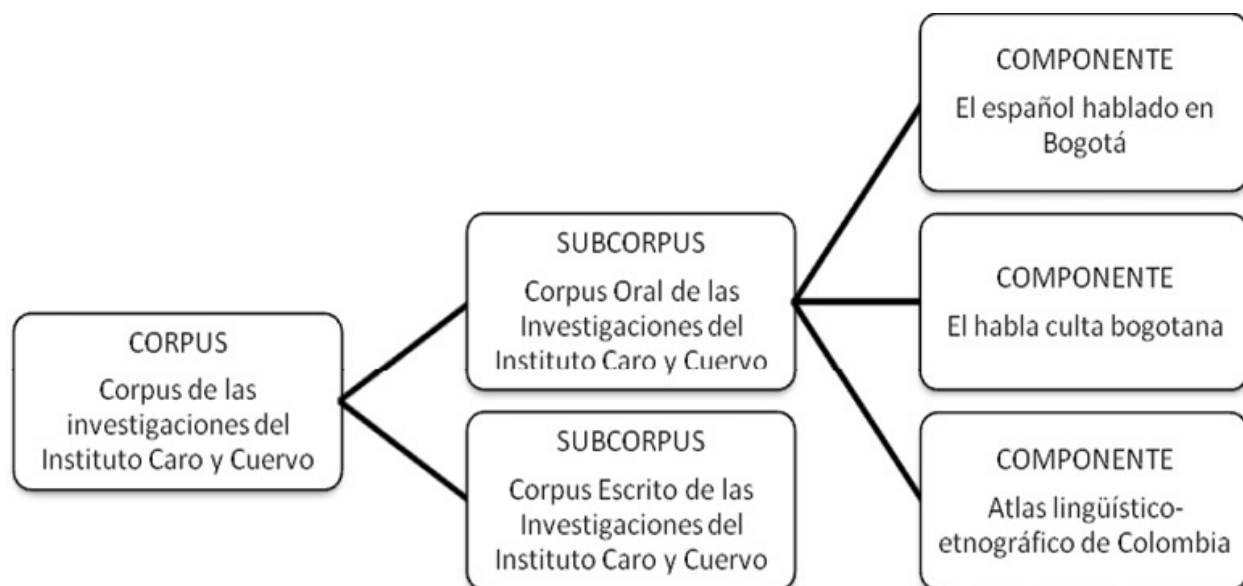 CORPUS
Corpus de las
investigaciones del
Instituto Caro y Cuervo
SUBCORPUS
Corpus Oral de las
Investigaciones del
Instituto Caro y Cuervo
SUBCORPUS
Corpus Escrito de las
Investigaciones del
Instituto Caro y Cuervo
COMPONENTE
El español hablado en
Bogotá
COMPONENTE
El habla culta bogotana
COMPONENTE
Atlas lingüístico-
etnográfico de Colombia